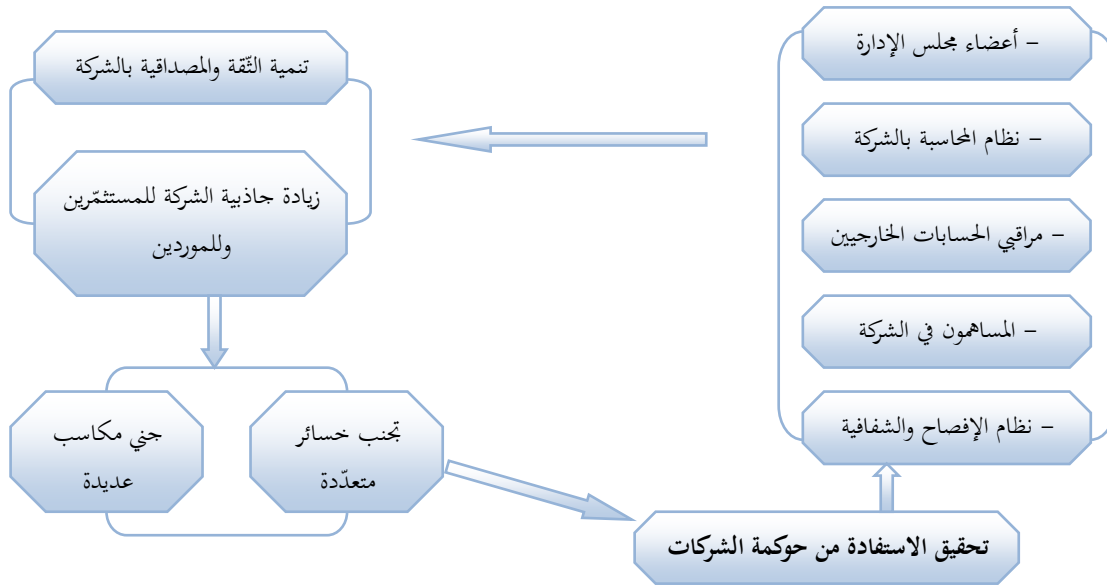 – أعضاء مجلس الإدارة
– نظام المحاسبة بالشركة
– مراقبي الحسابات الخارجيين
– المساهمون في الشركة
– نظام الإفصاح والشفافية
تنمية الثّقة والمصداقية بالشركة
زيادة جاذبية الشركة للمستثمّرين
وللموردين
تجنب خسائر
متعدّدة
جني مكاسب
عديدة
تحقيق الاستفادة من حوكمة الشركات